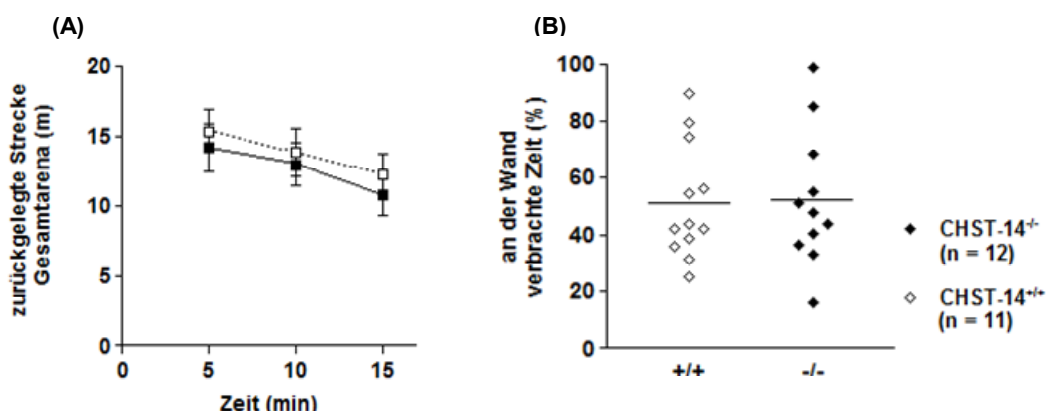 (A)
20
15
10
5
0
0 5 10 15
zurückgelegte Strecke
Gesamtarena (m)
Zeit (min)
(B)
100
80
60
40
20
0
+/+ -/-
an der Wand
verbrachte Zeit (%)
CHST-14-/-
(n = 12)
CHST-14+/+
(n = 11)